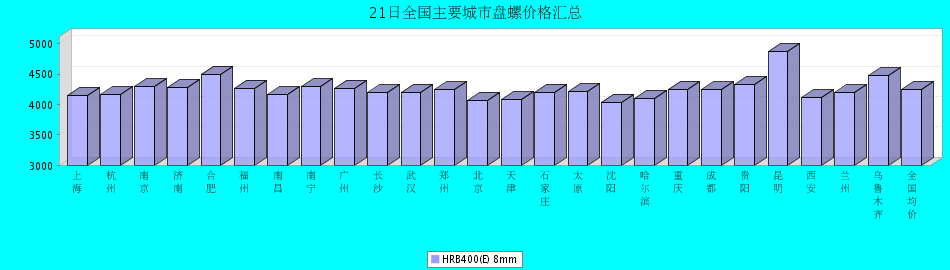 21日全国主要城市盘螺价格汇总
5000
4500
4000
3500
3000
上海
杭州
南京
济南
合肥
福州
南昌
南宁
广州
长沙
武汉
郑州
北京
天津
石家庄
太原
沈阳
哈尔滨
重庆
成都
贵阳
昆明
西安
兰州
乌鲁木齐
全国均价
HRB400(E) 8mm